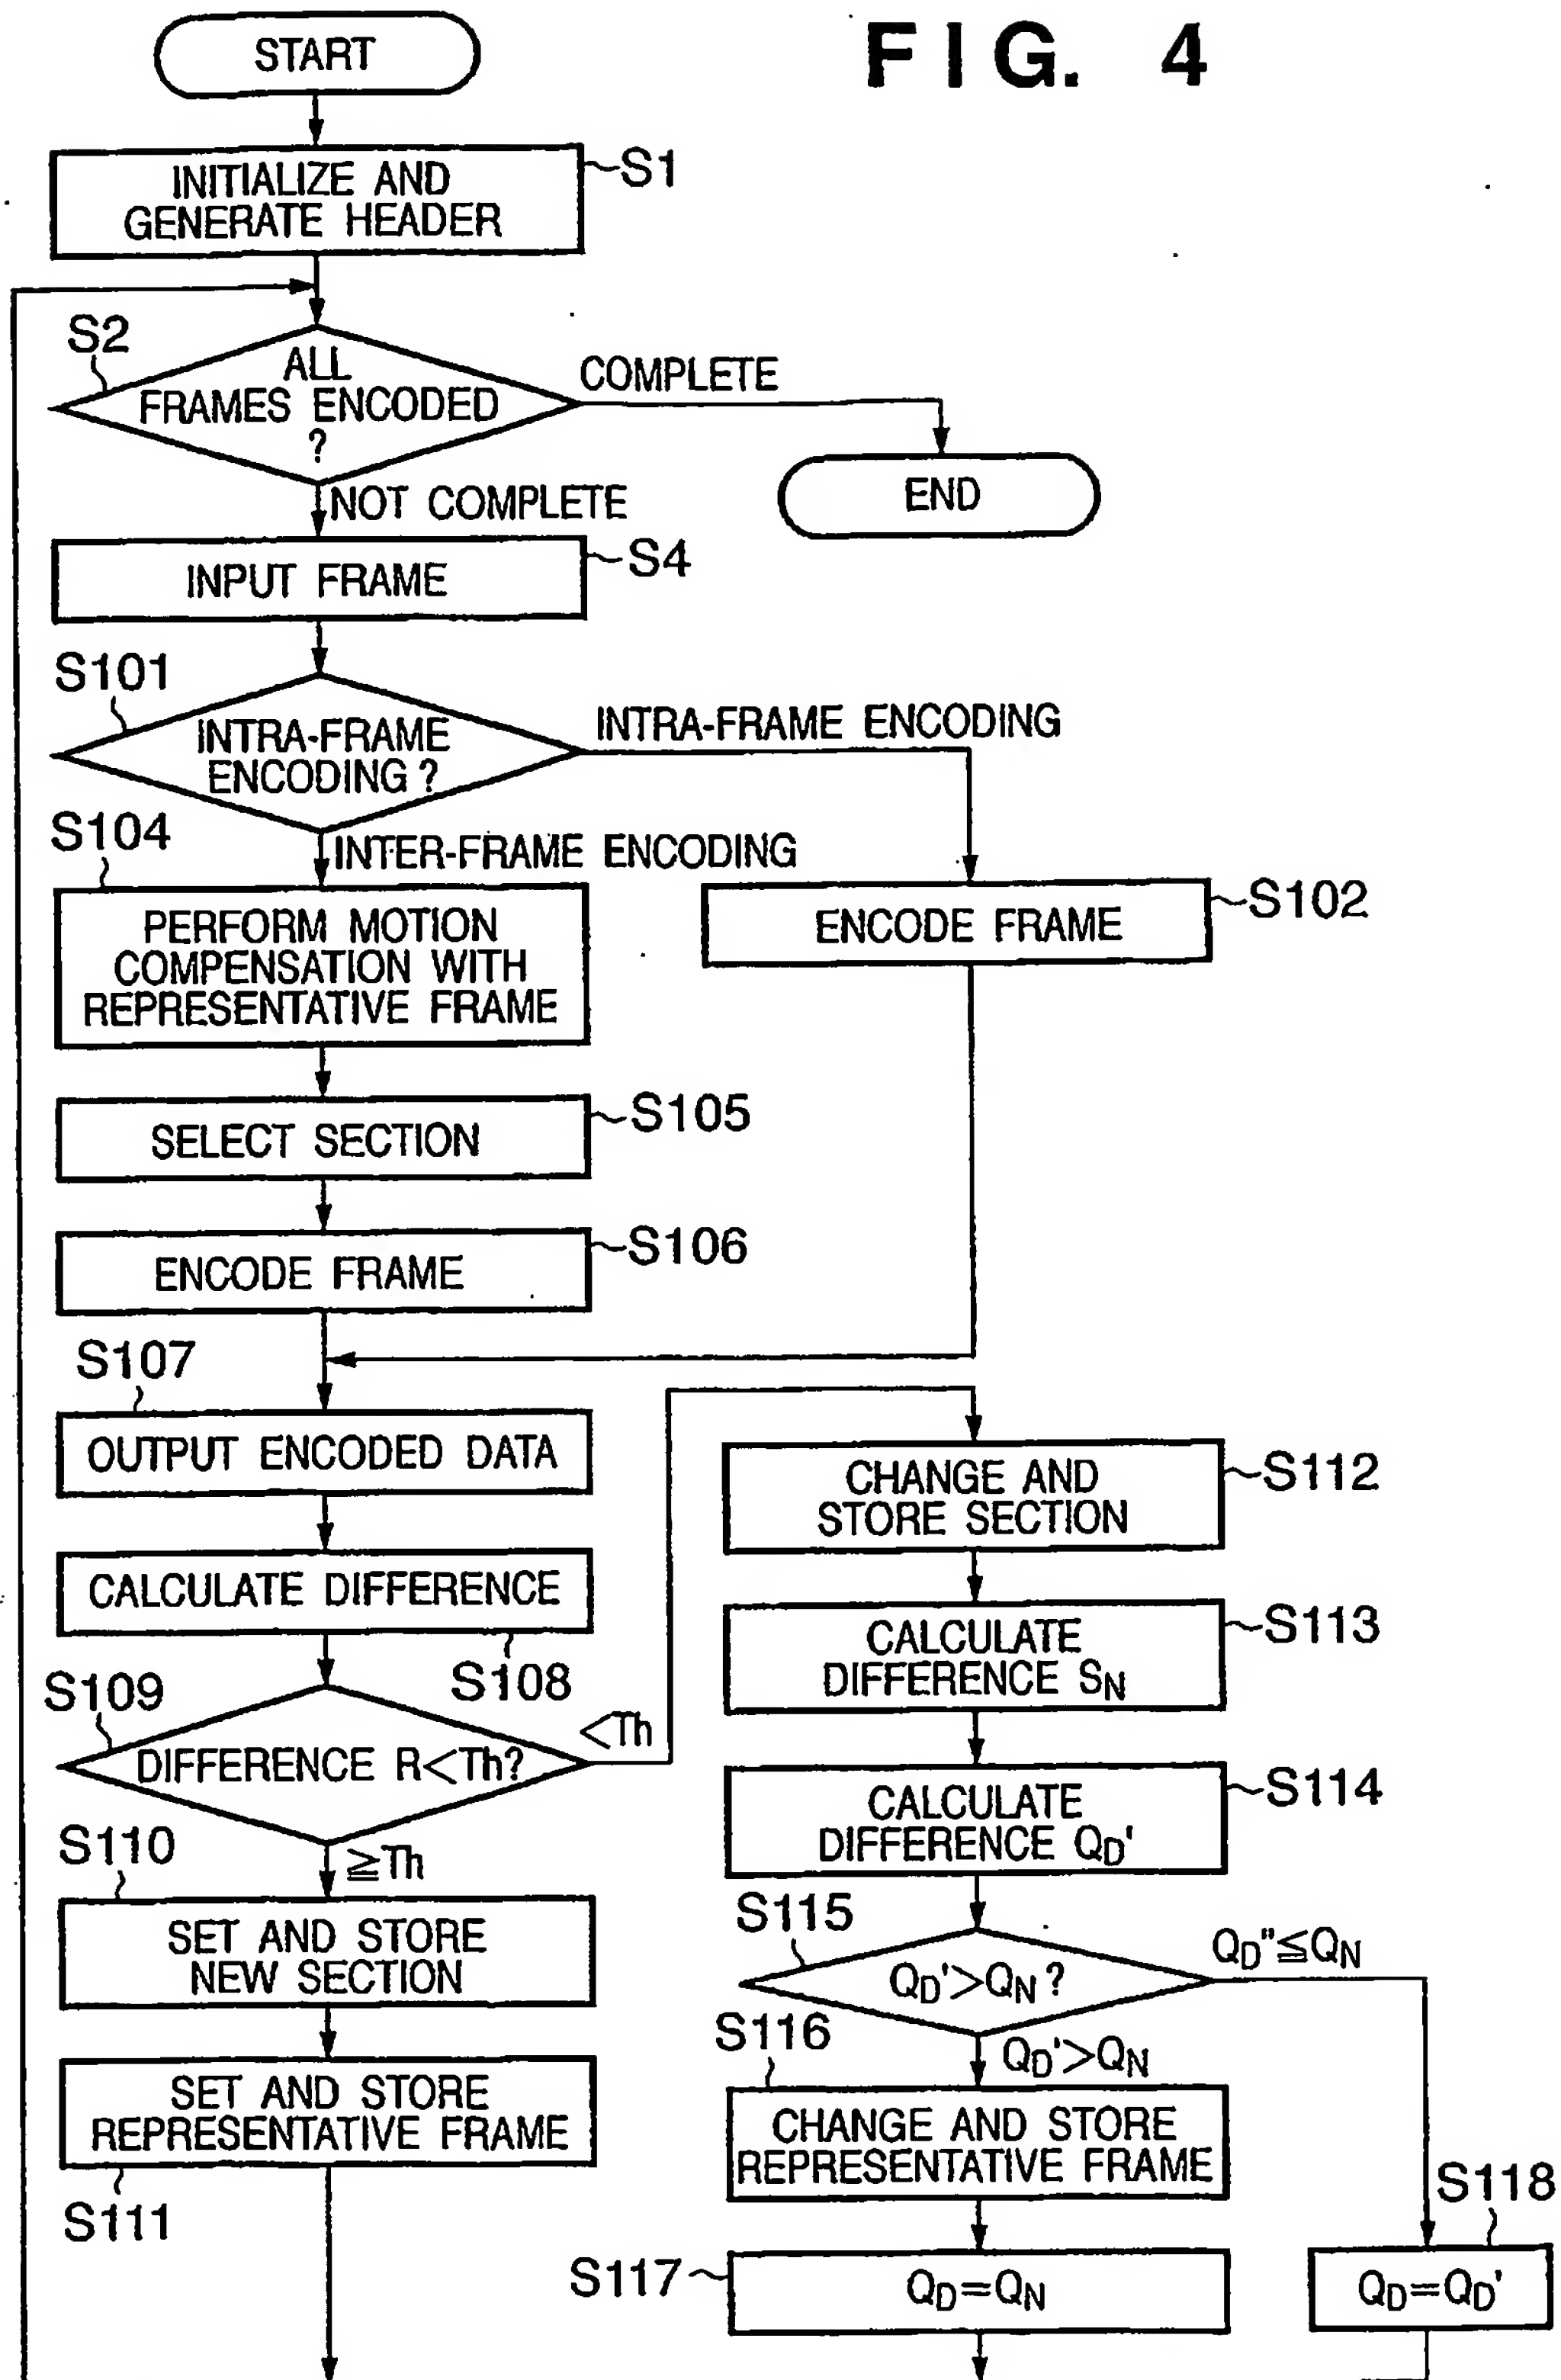 FIG. 4
START
INITIALIZE AND
GENERATE HEADER
S1
S2
ALL
FRAMES ENCODED
?
COMPLETE
END
NOT COMPLETE
INPUT FRAME
S4
S101
INTRA-FRAME
ENCODING?
INTRA-FRAME ENCODING
S104
INTER-FRAME ENCODING
PERFORM MOTION
COMPENSATION WITH
REPRESENTATIVE FRAME
ENCODE FRAME
S102
SELECT SECTION
S105
ENCODE FRAME
S106
S107
OUTPUT ENCODED DATA
CALCULATE DIFFERENCE
S108
S109
DIFFERENCE R<Th?
<Th
S110
≧Th
SET AND STORE
NEW SECTION
SET AND STORE
REPRESENTATIVE FRAME
S111
CHANGE AND
STORE SECTION
S112
CALCULATE
DIFFERENCE SN
S113
CALCULATE
DIFFERENCE QD'
S114
S115
QD'>QN?
QD"≦QN
S116
QD'>QN
CHANGE AND STORE
REPRESENTATIVE FRAME
S117
QD=QN
S118
QD=QD'